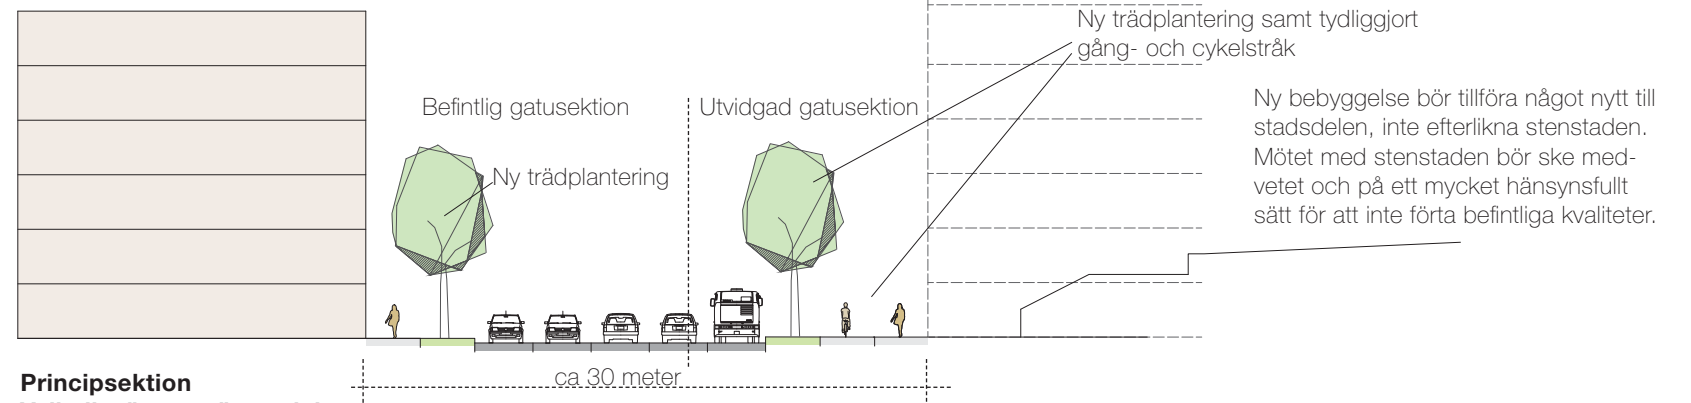 Ny trädplantering samt tydliggjort
gång- och cykelstråk
Befintlig gatusektion
Utvidgad gatusektion
Ny bebyggelse bör tillföra något nytt till
stadsdelen, inte efterlikna stenstaden.
Mötet med stenstaden bör ske med-
vetet och på ett mycket hänsynsfullt
sätt för att inte förta befintliga kvaliteter.
Ny trädplantering
ca 30 meter
Principsektion